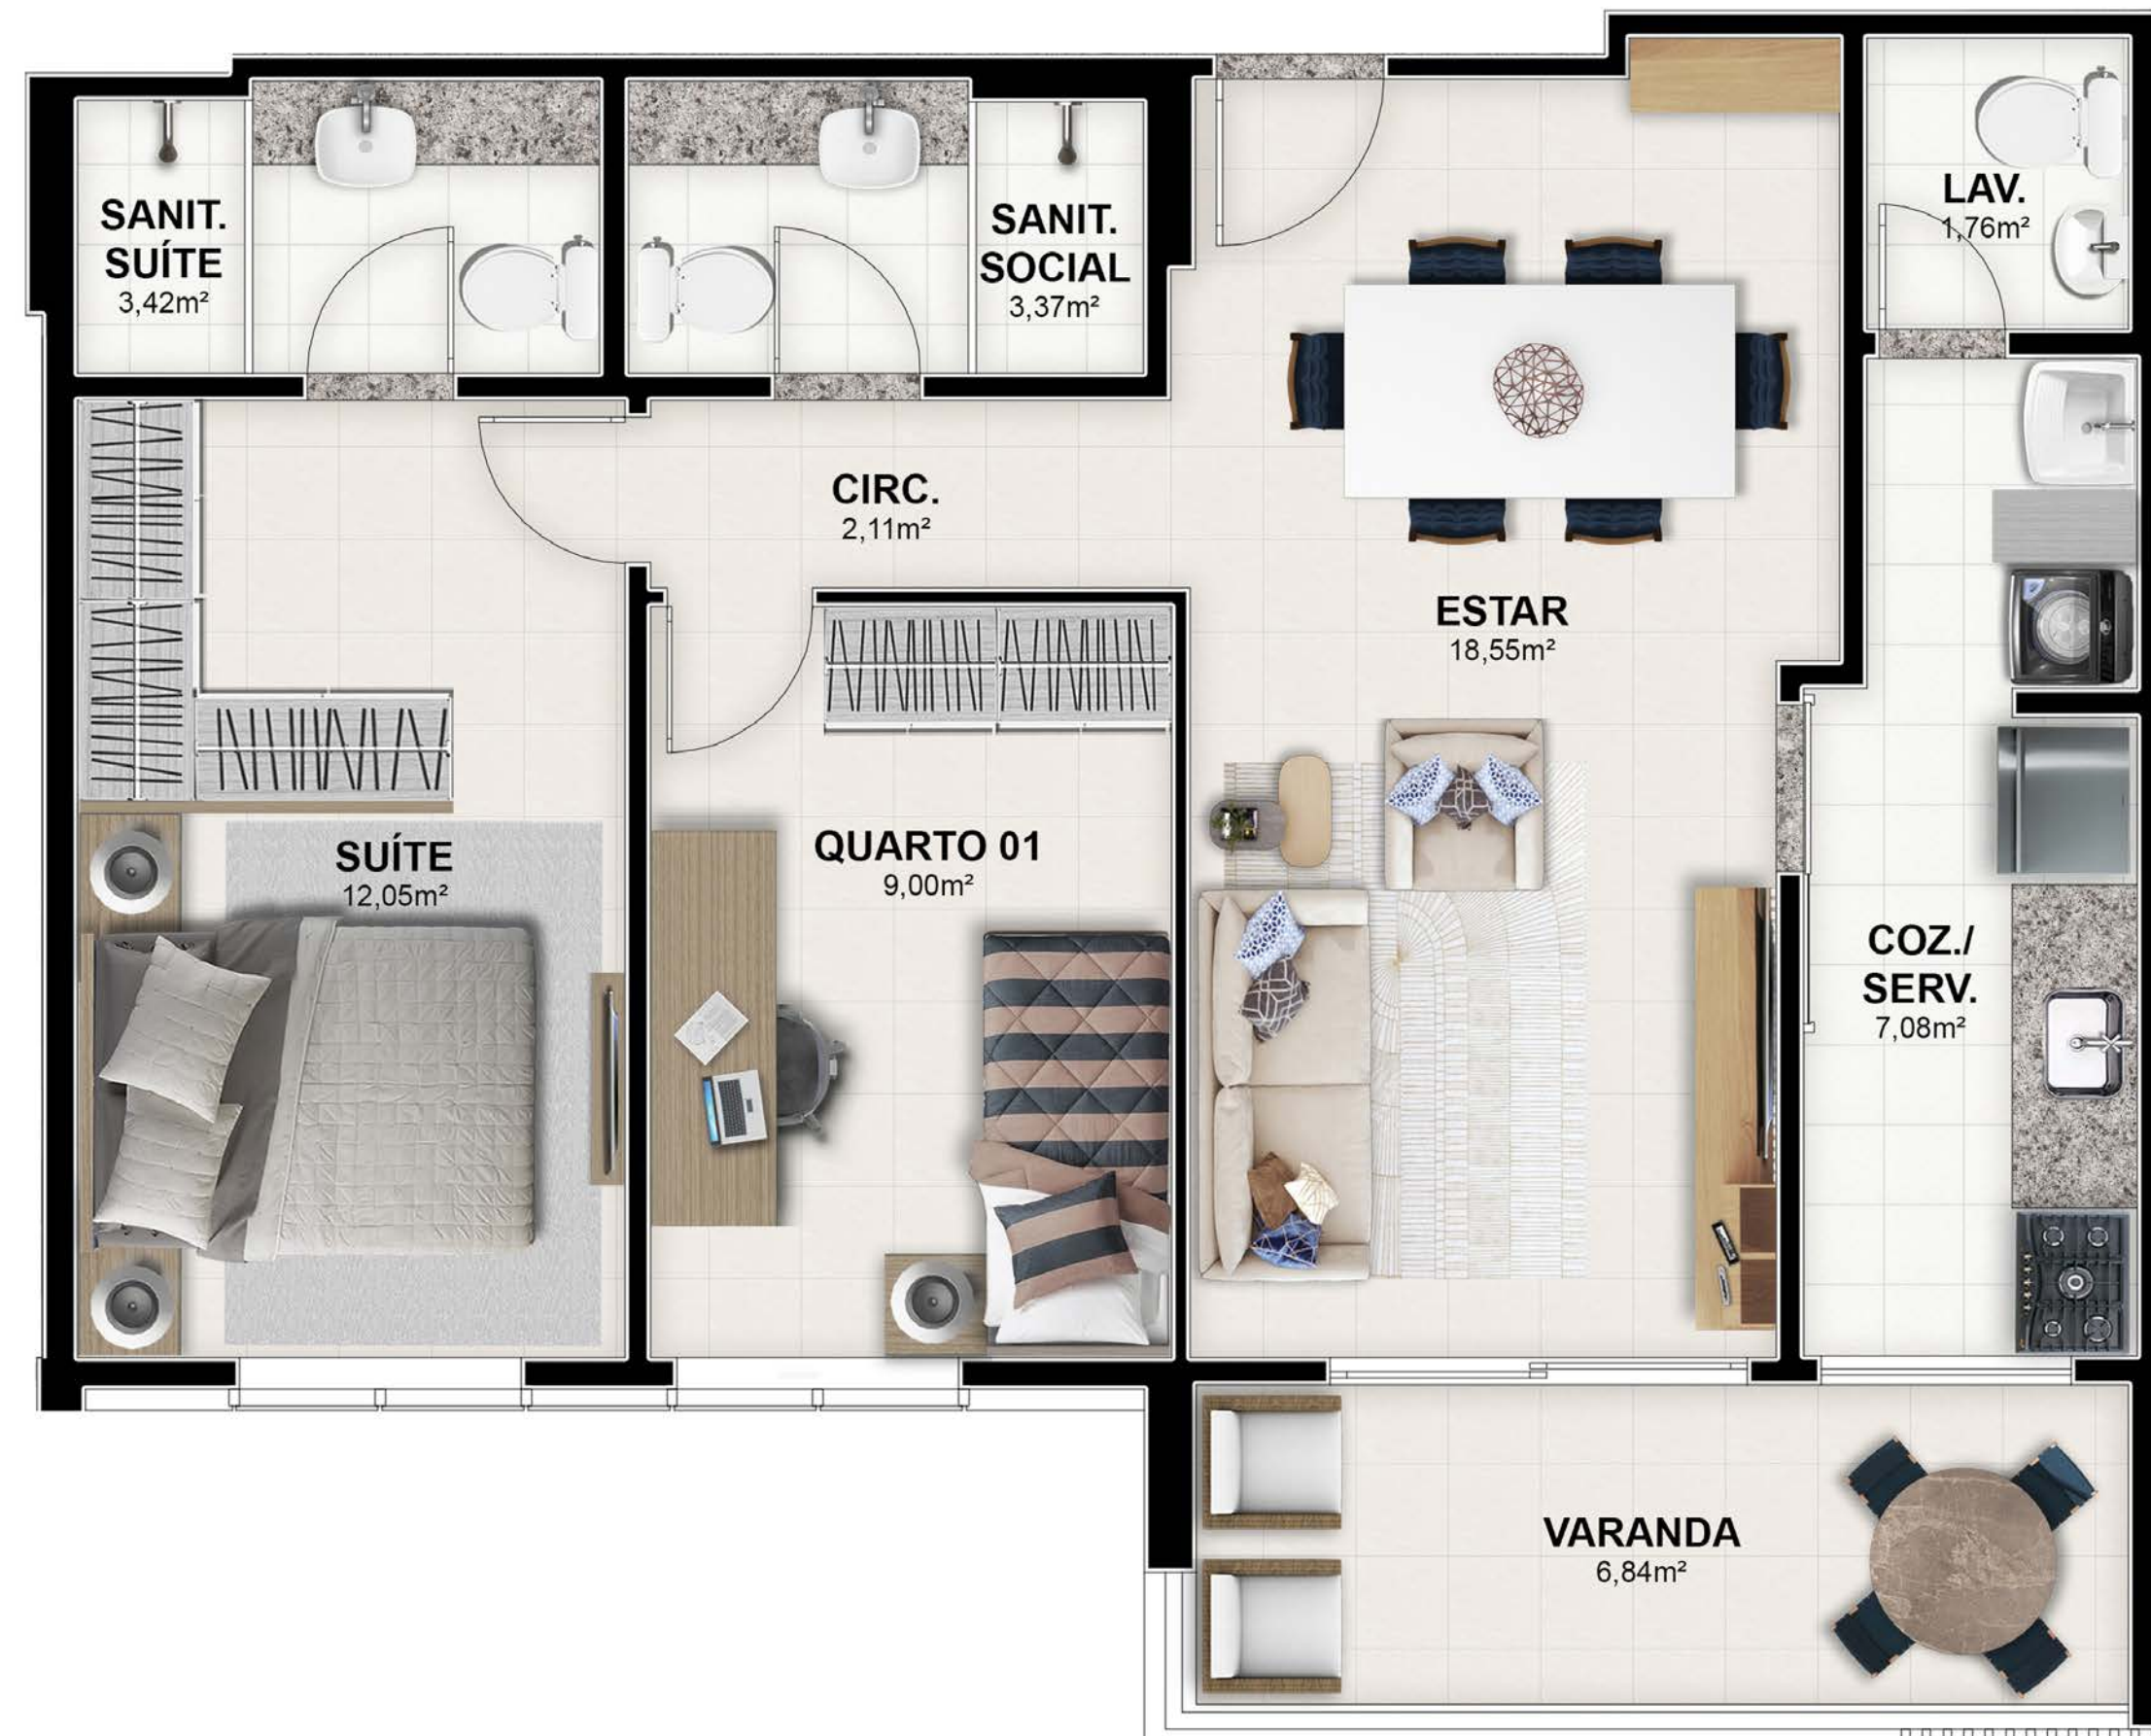 SANIT.
SUÍTE
3,42m²
SANIT.
SOCIAL
3,37m²
LAV.
1,76m²
CIRC.
2,11m²
ESTAR
18,55m²
SUÍTE
12,05m²
QUARTO 01
9,00m²
COZ./
SERV.
7,08m²
VARANDA
6,84m²